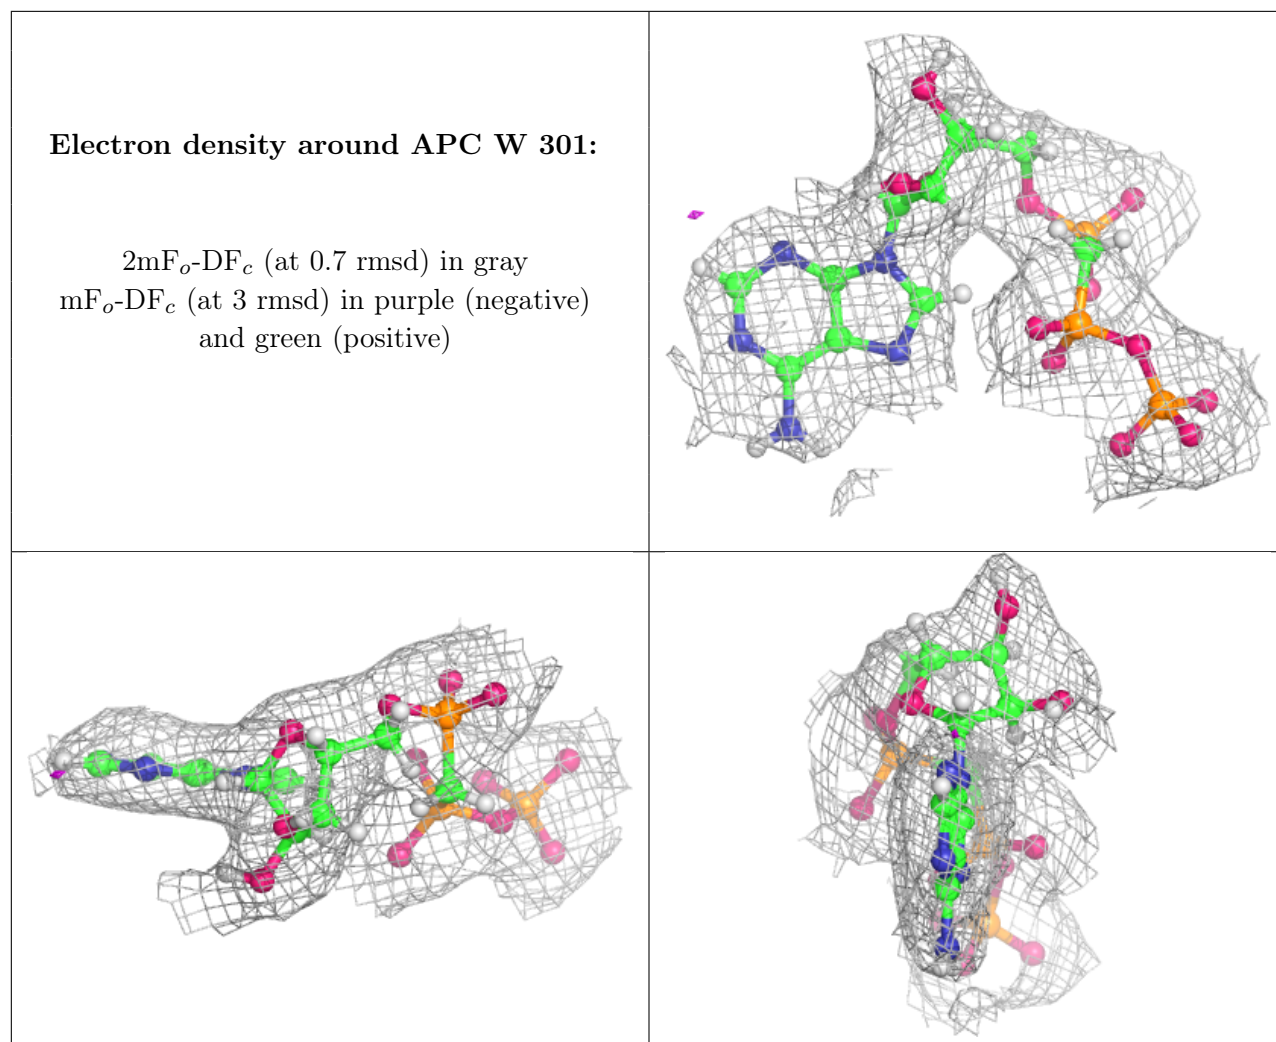 Electron density around APC W 301:
2mFₒ-DF𝒸 (at 0.7 rmsd) in gray
mFₒ-DF𝒸 (at 3 rmsd) in purple (negative)
and green (positive)